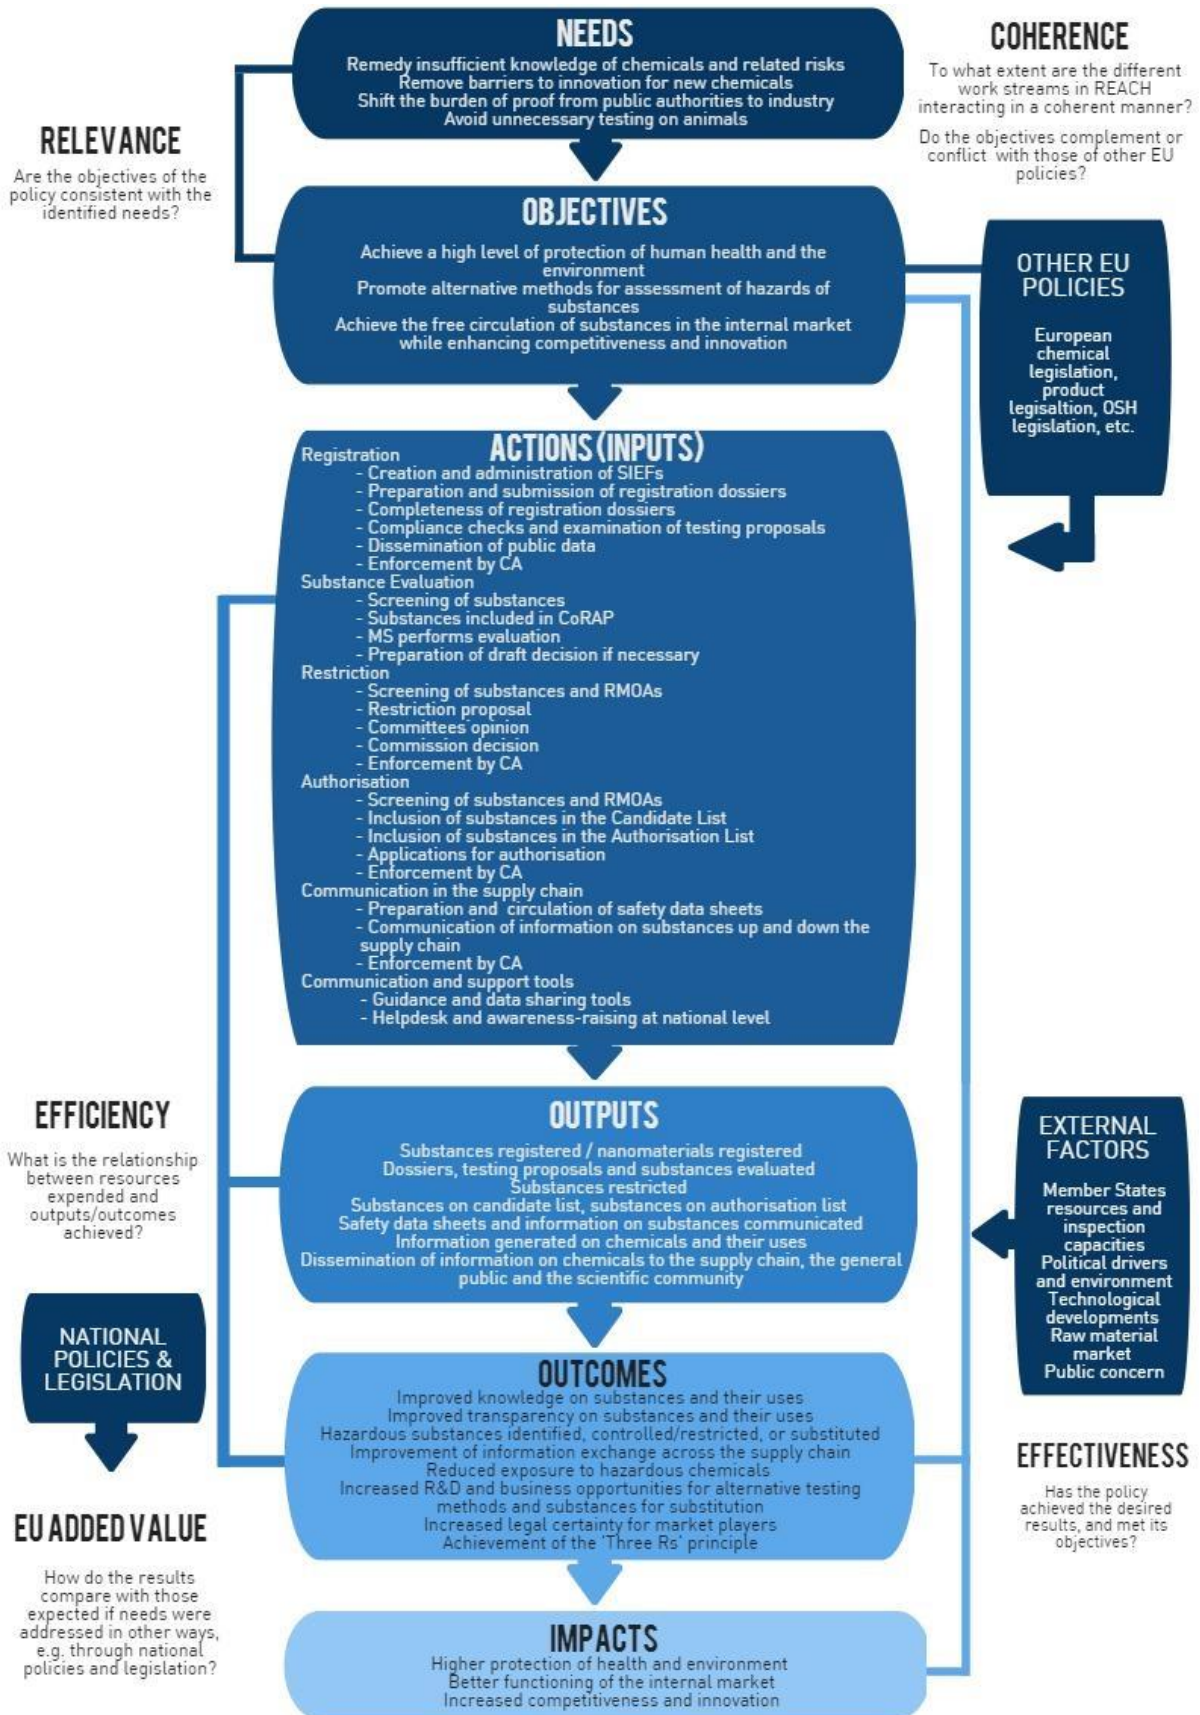 NEEDS
Remedy insufficient knowledge of chemicals and related risks
Remove barriers to innovation for new chemicals
Shift the burden of proof from public authorities to industry
Avoid unnecessary testing on animals
COHERENCE
To what extent are the different
work streams in REACH
interacting in a coherent manner?
Do the objectives complement or
conflict with those of other EU
policies?
RELEVANCE
Are the objectives of the
policy consistent with the
identified needs?
OBJECTIVES
Achieve a high level of protection of human health and the
environment
Promote alternative methods for assessment of hazards of
substances
Achieve the free circulation of substances in the internal market
while enhancing competitiveness and innovation
OTHER EU
POLICIES
European
chemical
legislation,
product
legisaltion, OSH
legislation, etc.
ACTIONS (INPUTS)
Registration
- Creation and administration of SIEFs
- Preparation and submission of registration dossiers
- Completeness of registration dossiers
- Compliance checks and examination of testing proposals
- Dissemination of public data
- Enforcement by CA
Substance Evaluation
- Screening of substances
- Substances included in CoRAP
- MS performs evaluation
- Preparation of draft decision if necessary
Restriction
- Screening of substances and RMOAs
- Restriction proposal
- Committees opinion
- Commission decision
- Enforcement by CA
Authorisation
- Screening of substances and RMOAs
- Inclusion of substances in the Candidate List
- Inclusion of substances in the Authorisation List
- Applications for authorisation
- Enforcement by CA
Communication in the supply chain
- Preparation and circulation of safety data sheets
- Communication of information on substances up and down the
supply chain
- Enforcement by CA
Communication and support tools
- Guidance and data sharing tools
- Helpdesk and awareness-raising at national level
EFFICIENCY
What is the relationship
between resources
expended and
outputs/outcomes
achieved?
OUTPUTS
Substances registered / nanomaterials registered
Dossiers, testing proposals and substances evaluated
Substances restricted
Substances on candidate list, substances on authorisation list
Safety data sheets and information on substances communicated
Information generated on chemicals and their uses
Dissemination of information on chemicals to the supply chain, the general
public and the scientific community
EXTERNAL
FACTORS
Member States
resources and
inspection
capacities
Political drivers
and environment
Technological
developments
Raw material
market
Public concern
NATIONAL
POLICIES &
LEGISLATION
OUTCOMES
Improved knowledge on substances and their uses
Improved transparency on substances and their uses
Hazardous substances identified, controlled/restricted, or substituted
Improvement of information exchange across the supply chain
Reduced exposure to hazardous chemicals
Increased R&D and business opportunities for alternative testing
methods and substances for substitution
Increased legal certainty for market players
Achievement of the 'Three Rs' principle
EFFECTIVENESS
Has the policy
achieved the desired
results, and met its
objectives?
EU ADDED VALUE
How do the results
compare with those
expected if needs were
addressed in other ways,
e.g. through national
policies and legislation?
IMPACTS
Higher protection of health and environment
Better functioning of the internal market
Increased competitiveness and innovation